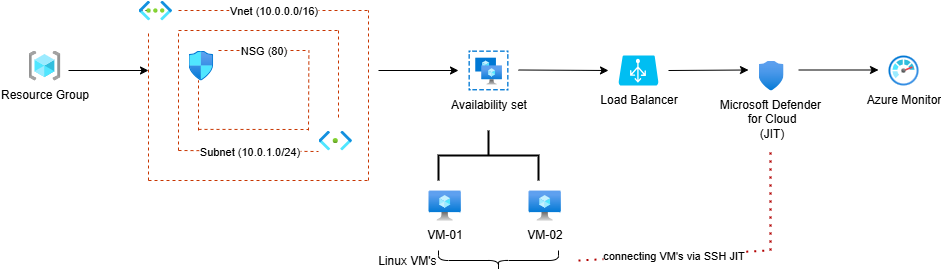 Vnet (10.0.0.0/16)
NSG (80)
Resource Group
Subnet (10.0.1.0/24)
Availability set
Load Balancer
Microsoft Defender
for Cloud
(JIT)
Azure Monitor
VM-01
VM-02
Linux VM's
connecting VM's via SSH JIT